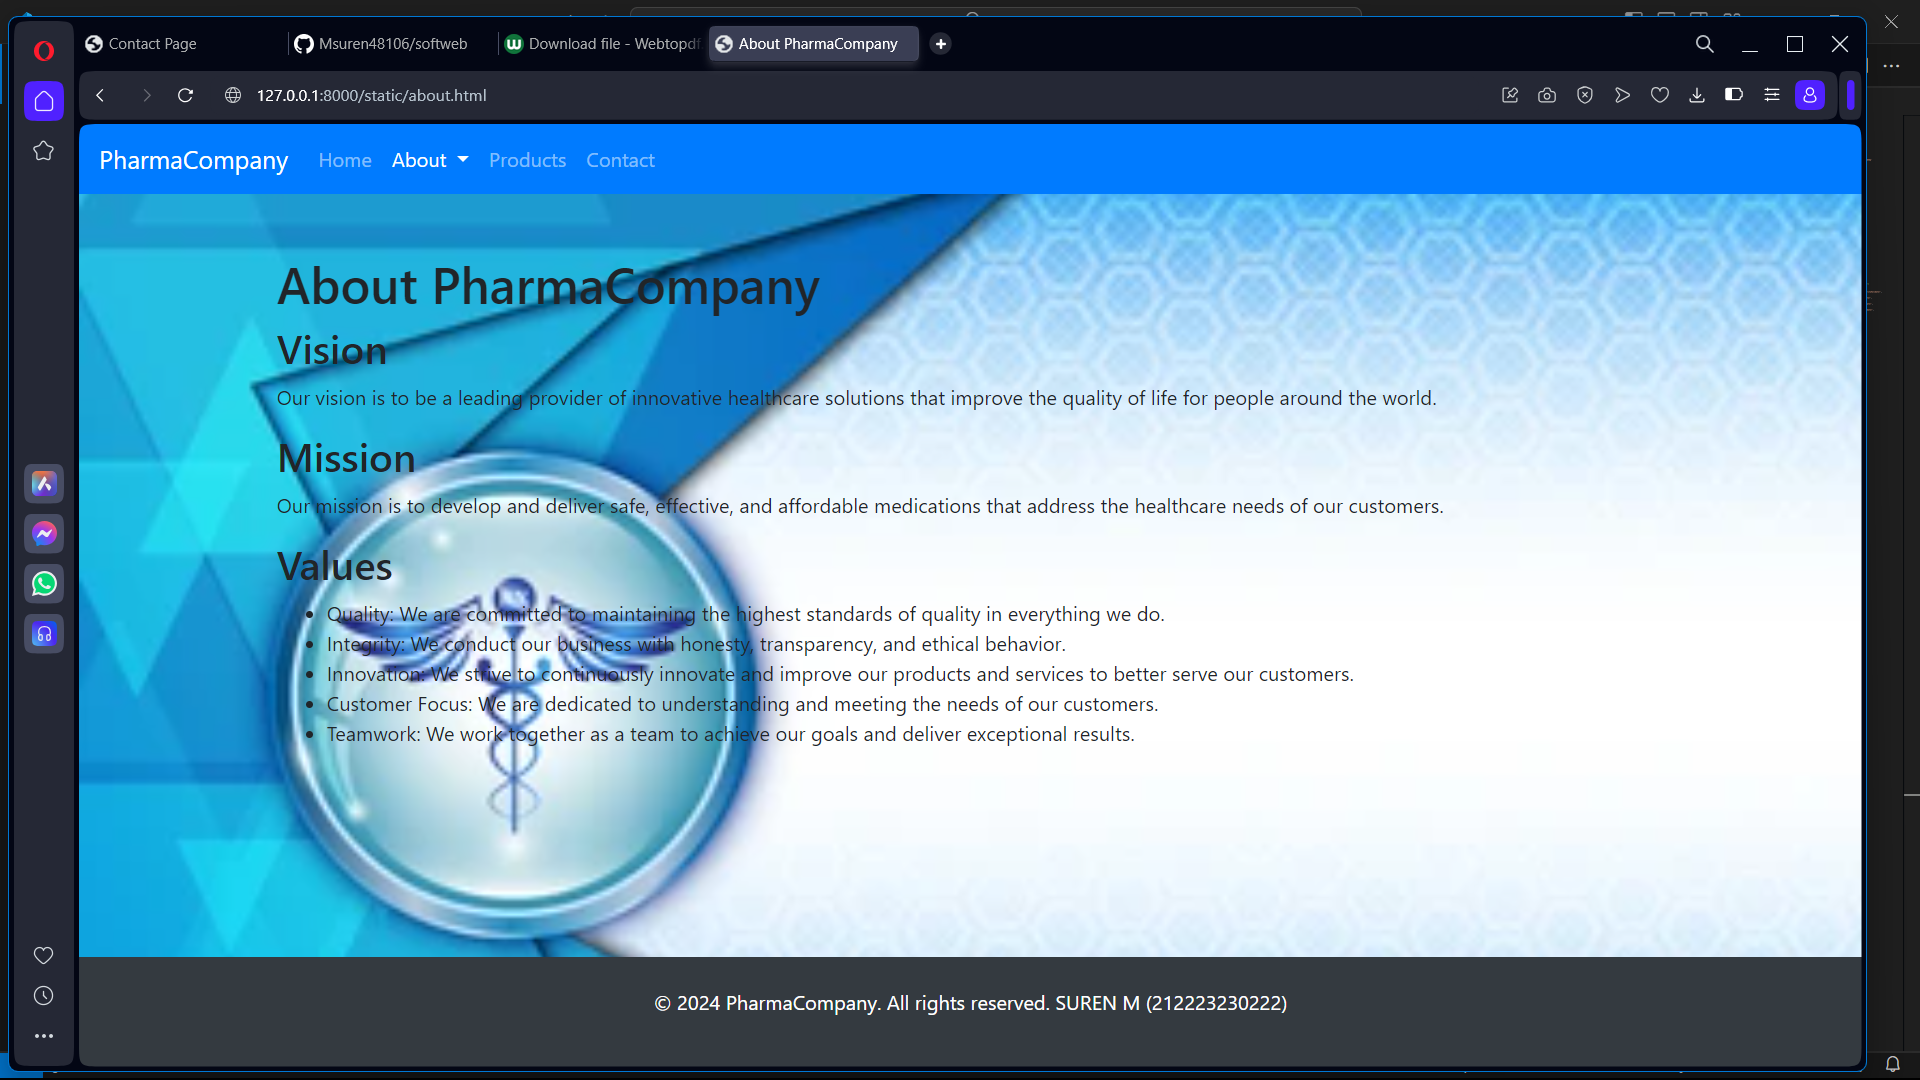 Contact Page
Msuren48106/softweb
Download file - Webtopdf
About PharmaCompany
127.0.0.1:8000/static/about.html
PharmaCompany Home About Products Contact
About PharmaCompany
Vision
Our vision is to be a leading provider of innovative healthcare solutions that improve the quality of life for people around the world.
Mission
Our mission is to develop and deliver safe, effective, and affordable medications that address the healthcare needs of our customers.
Values
• Quality: We are committed to maintaining the highest standards of quality in everything we do.
• Integrity: We conduct our business with honesty, transparency, and ethical behavior.
• Innovation: We strive to continuously innovate and improve our products and services to better serve our customers.
• Customer Focus: We are dedicated to understanding and meeting the needs of our customers.
• Teamwork: We work together as a team to achieve our goals and deliver exceptional results.
© 2024 PharmaCompany. All rights reserved. SUREN M (212223230222)